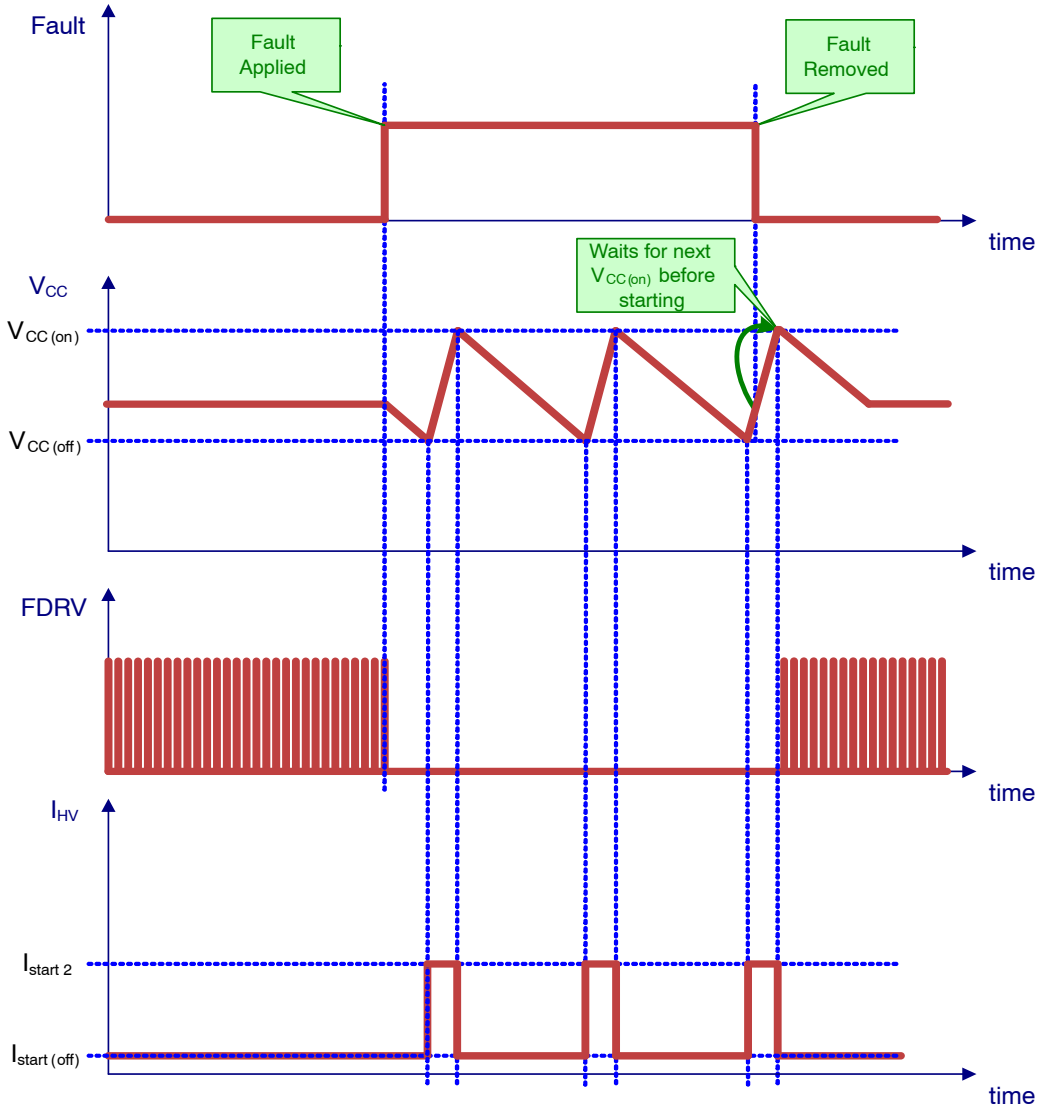 Fault
Fault
Applied
Fault
Removed
time
Waits for next
VCC(on) before
starting
VCC
VCC(on)
VCC(off)
time
FDRV
time
IHV
Istart 2
Istart(off)
time